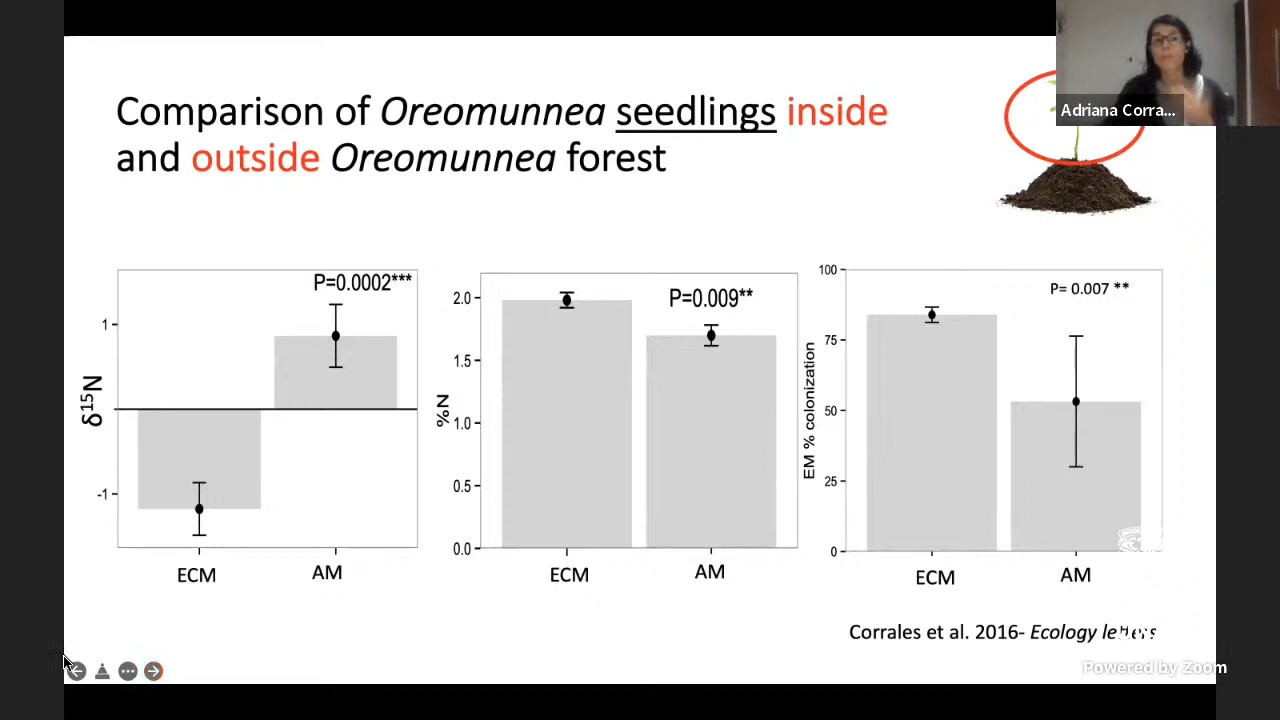 Adriana Corra...
Comparison of Oreomunnea seedlings inside
and outside Oreomunnea forest
P=0.0002***
1
-1
δ15N
ECM
AM
P=0.009**
2.0
1.5
1.0
0.5
0.0
%N
ECM
AM
P= 0.007 **
100
75
50
25
0
EM % colonization
ECM
AM
Corrales et al. 2016- Ecology letters
Powered by Zoom